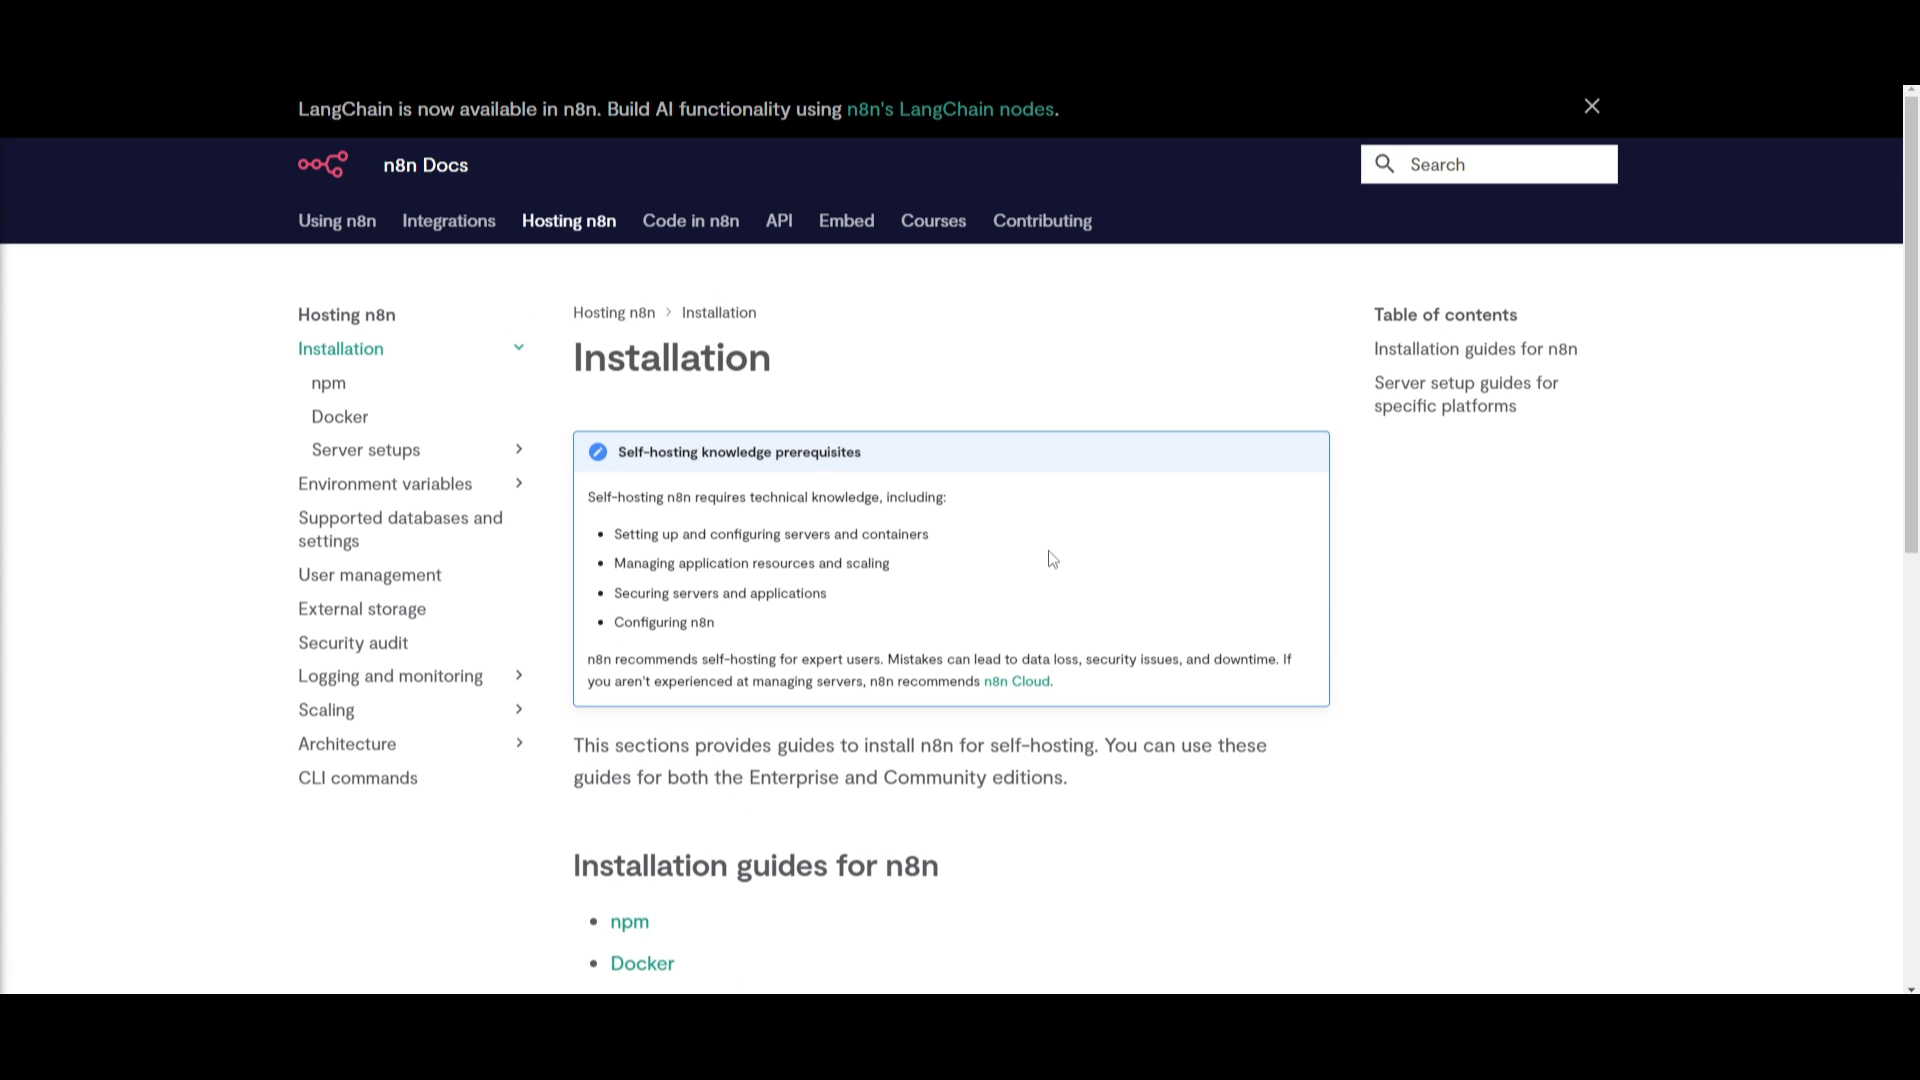 LangChain is now available in n8n. Build AI functionality using n8n's LangChain nodes.
n8n Docs
Search
Using n8n Integrations Hosting n8n Code in n8n API Embed Courses Contributing
Hosting n8n
Installation
npm
Docker
Server setups
Environment variables
Supported databases and
settings
User management
External storage
Security audit
Logging and monitoring
Scaling
Architecture
CLI commands
Hosting n8n > Installation
Installation
Self-hosting knowledge prerequisites
Self-hosting n8n requires technical knowledge, including:
• Setting up and configuring servers and containers
• Managing application resources and scaling
• Securing servers and applications
• Configuring n8n
n8n recommends self-hosting for expert users. Mistakes can lead to data loss, security issues, and downtime. If
you aren't experienced at managing servers, n8n recommends n8n Cloud.
This sections provides guides to install n8n for self-hosting. You can use these
guides for both the Enterprise and Community editions.
Installation guides for n8n
• npm
• Docker
Table of contents
Installation guides for n8n
Server setup guides for
specific platforms